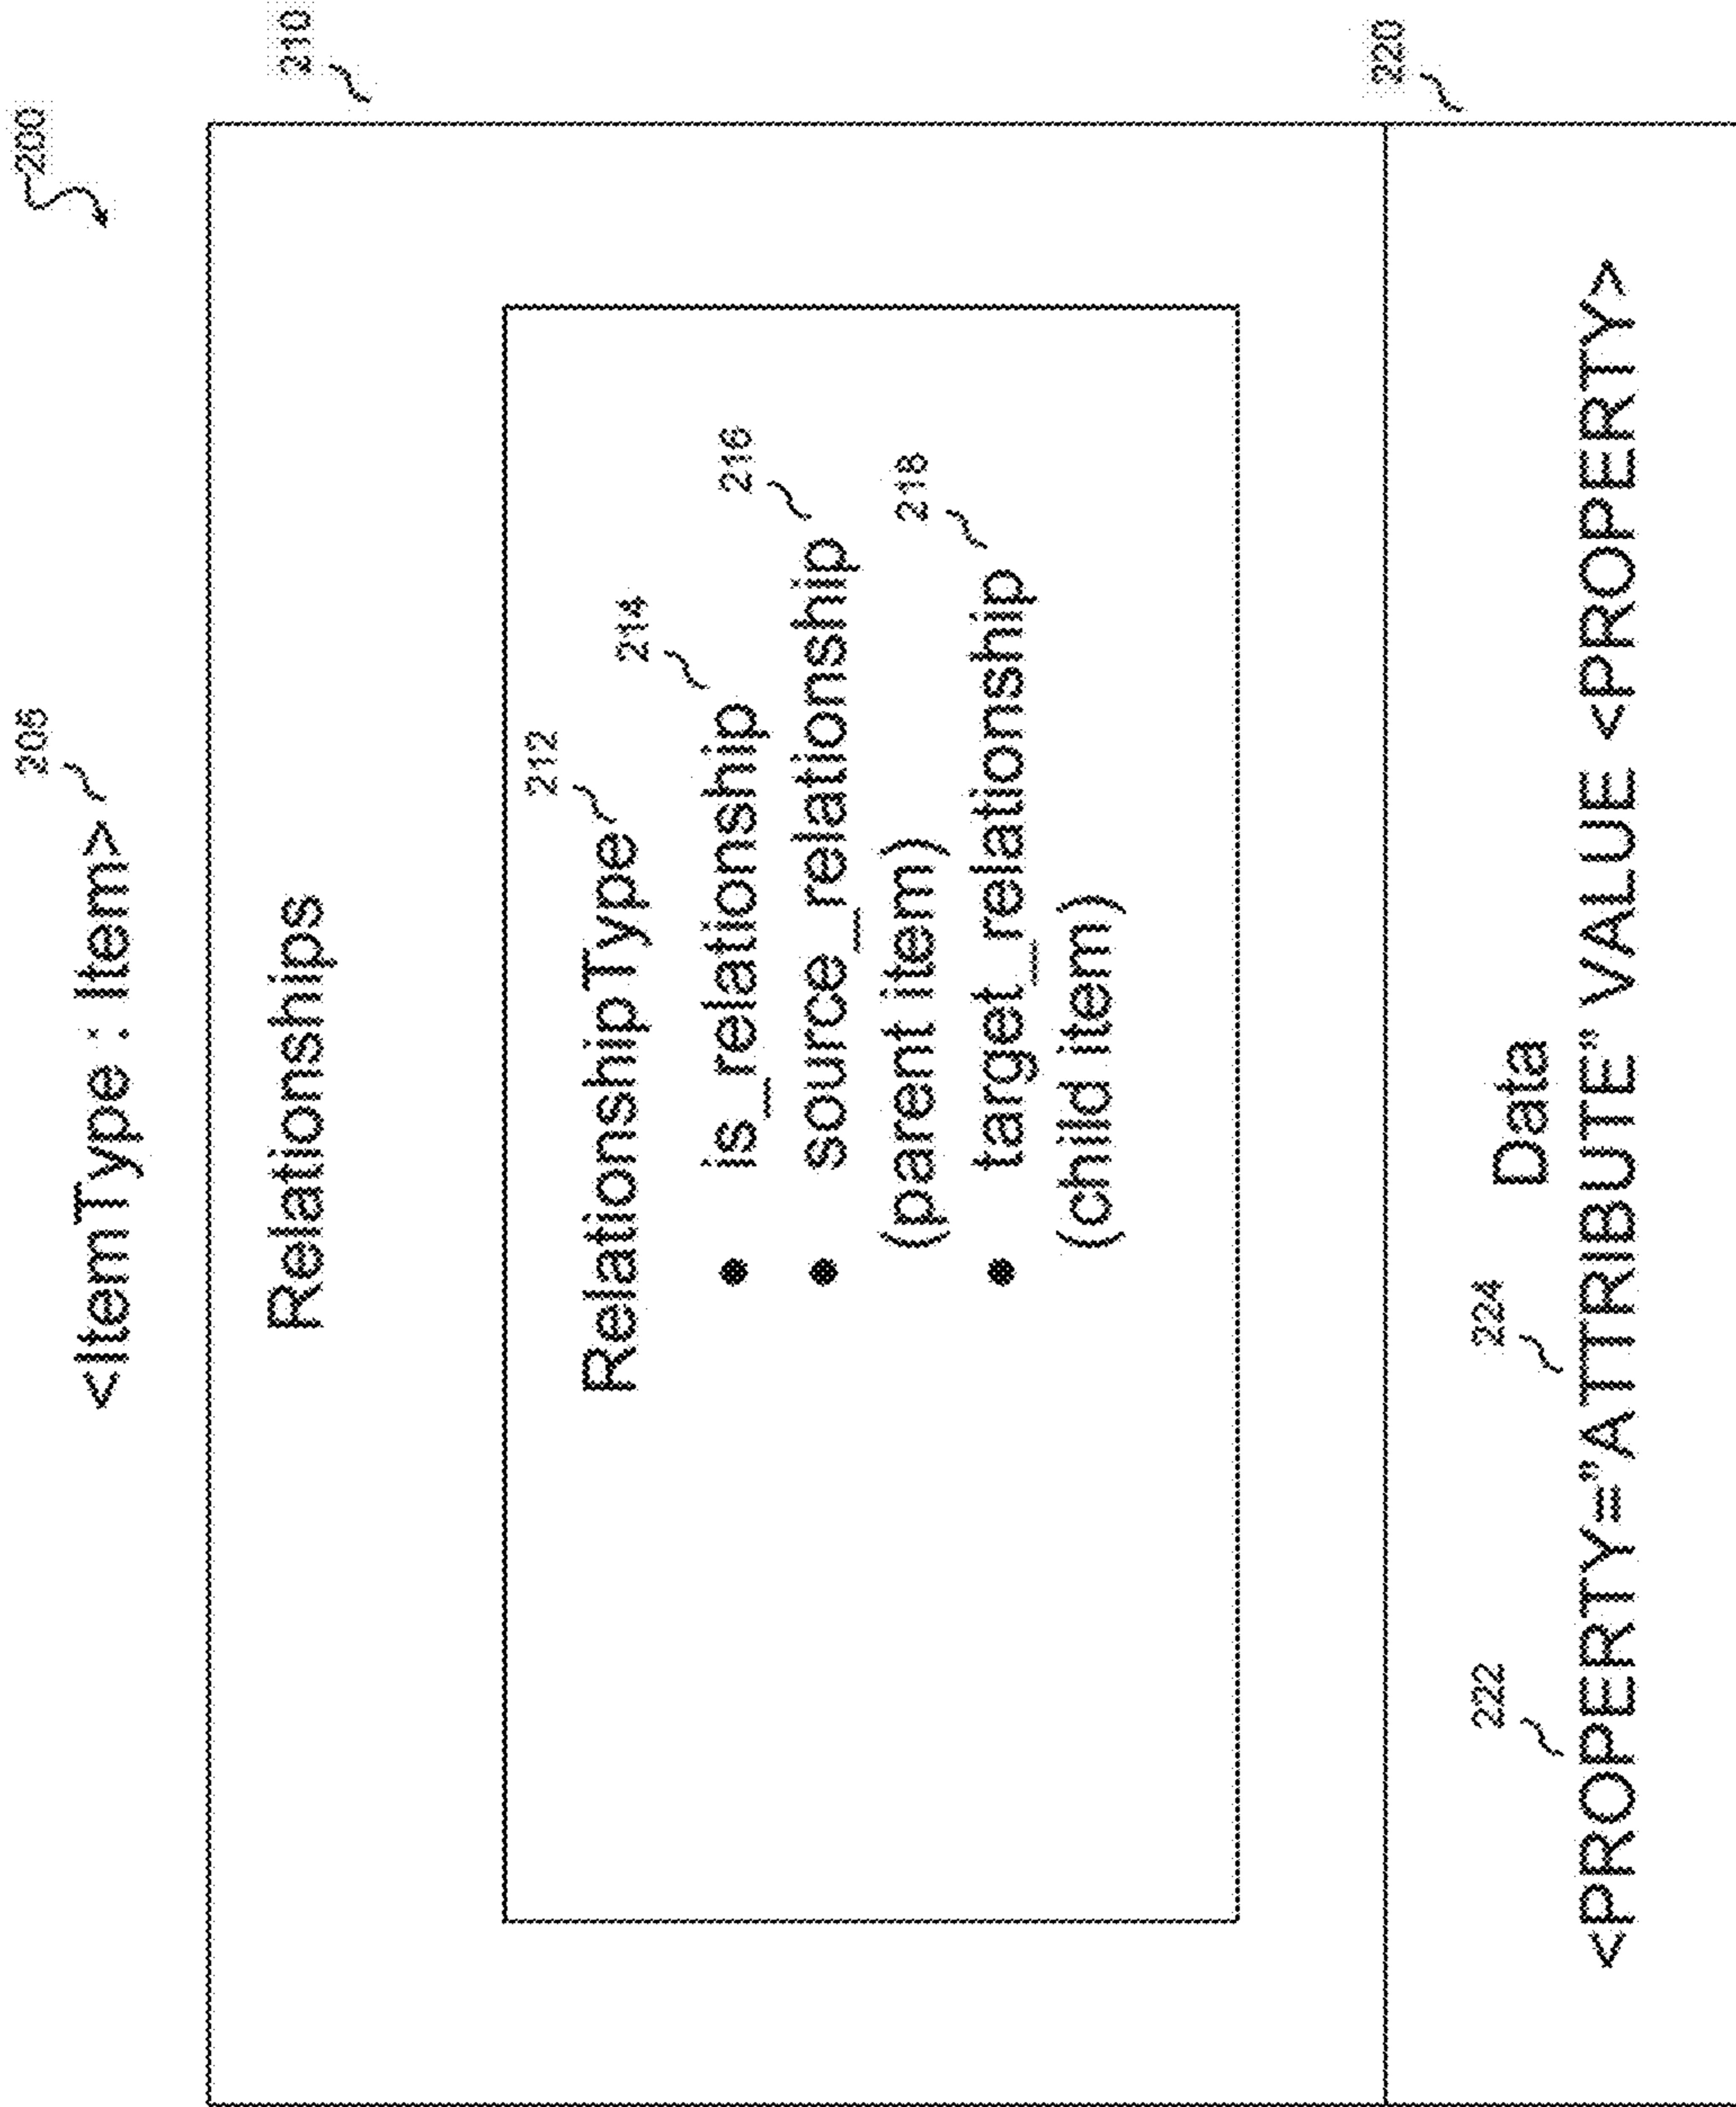 208
200
<ItemType : Item>
210
Relationships
212
RelationshipType
214
• is_relationship
216
• source_relationship
(parent item)
218
• target_relationship
(child item)
220
222
224
Data
<PROPERTY="ATTRIBUTE" VALUE <PROPERTY>